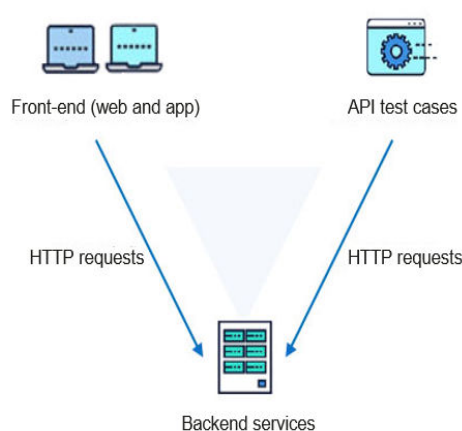 Front-end (web and app)
API test cases
HTTP requests
HTTP requests
Backend services